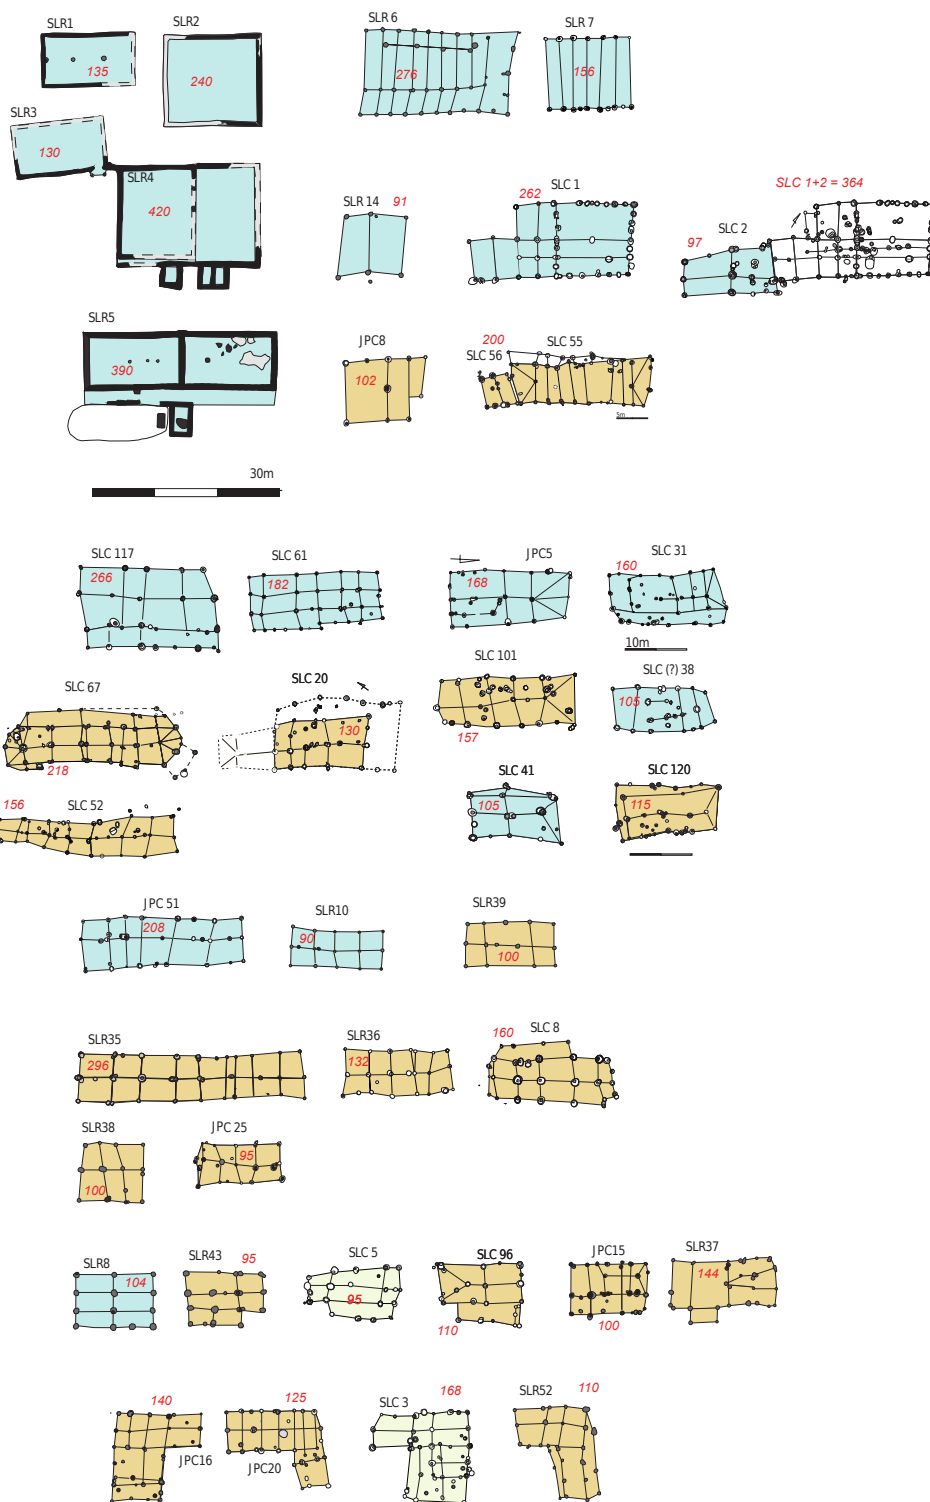 SLR1
SLR2
SLR 6
SLR 7
135
240
276
156
SLR3
130
SLR4
420
SLR 14
91
SLC 1
262
SLC 1+2 = 364
SLC 2
97
SLR5
390
JPC8
102
200
SLC 56
SLC 55
5m
30m
SLC 117
266
SLC 61
182
JPC5
168
SLC 31
160
10m
SLC 67
218
SLC 20
130
SLC 101
157
SLC (?) 38
105
156
SLC 52
SLC 41
105
SLC 120
115
JPC 51
208
SLR10
90
SLR39
100
SLR35
296
SLR36
132
160
SLC 8
SLR38
100
JPC 25
95
SLR8
104
SLR43
95
SLC 5
95
SLC 96
110
JPC15
100
SLR37
144
140
JPC16
125
JPC20
SLC 3
168
SLR52
110